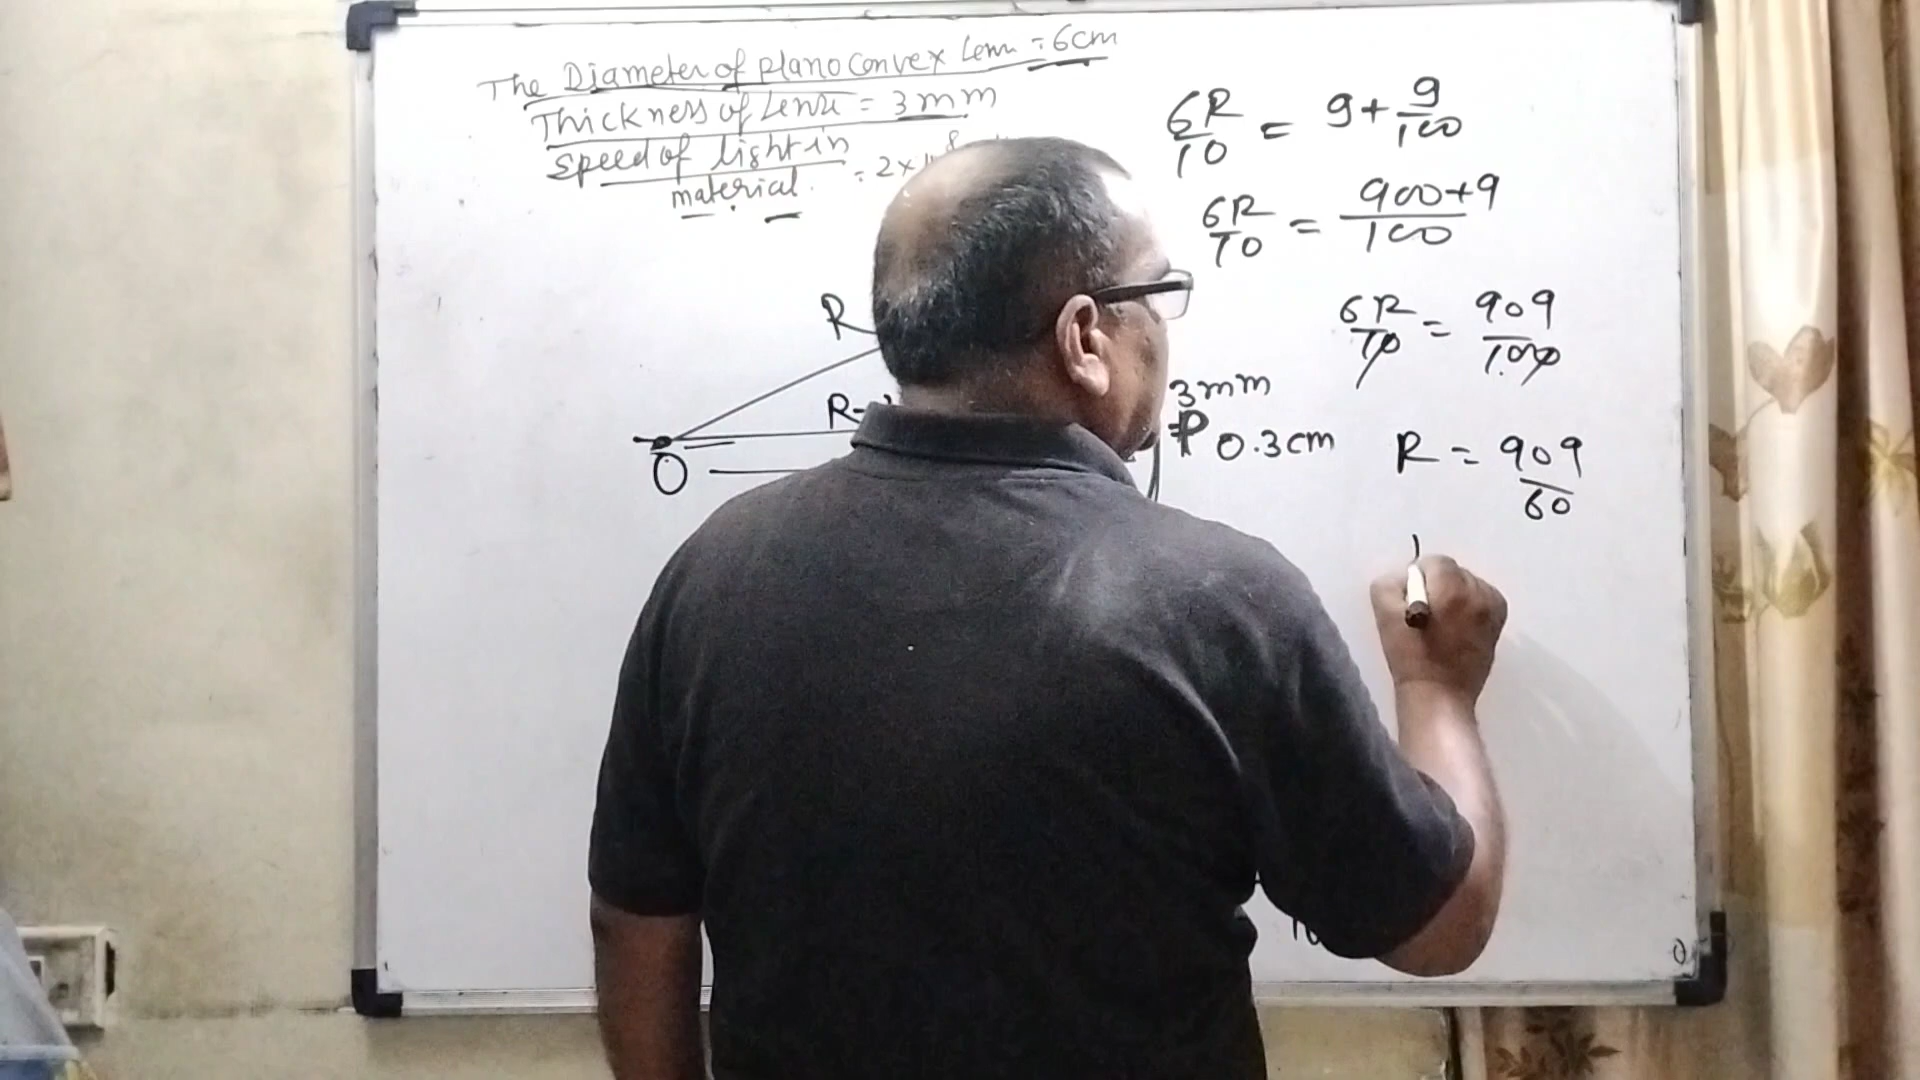 The Diameter of plano convex Lens = 6cm
Thickness of Lens = 3mm
Speed of light in
material. = 2 × 10⁸
R
R-
O
3mm
0.3cm
6R/10 = 9 + 9/100
6R/10 = 900+9/100
6R/10 = 909/100
R = 909/60